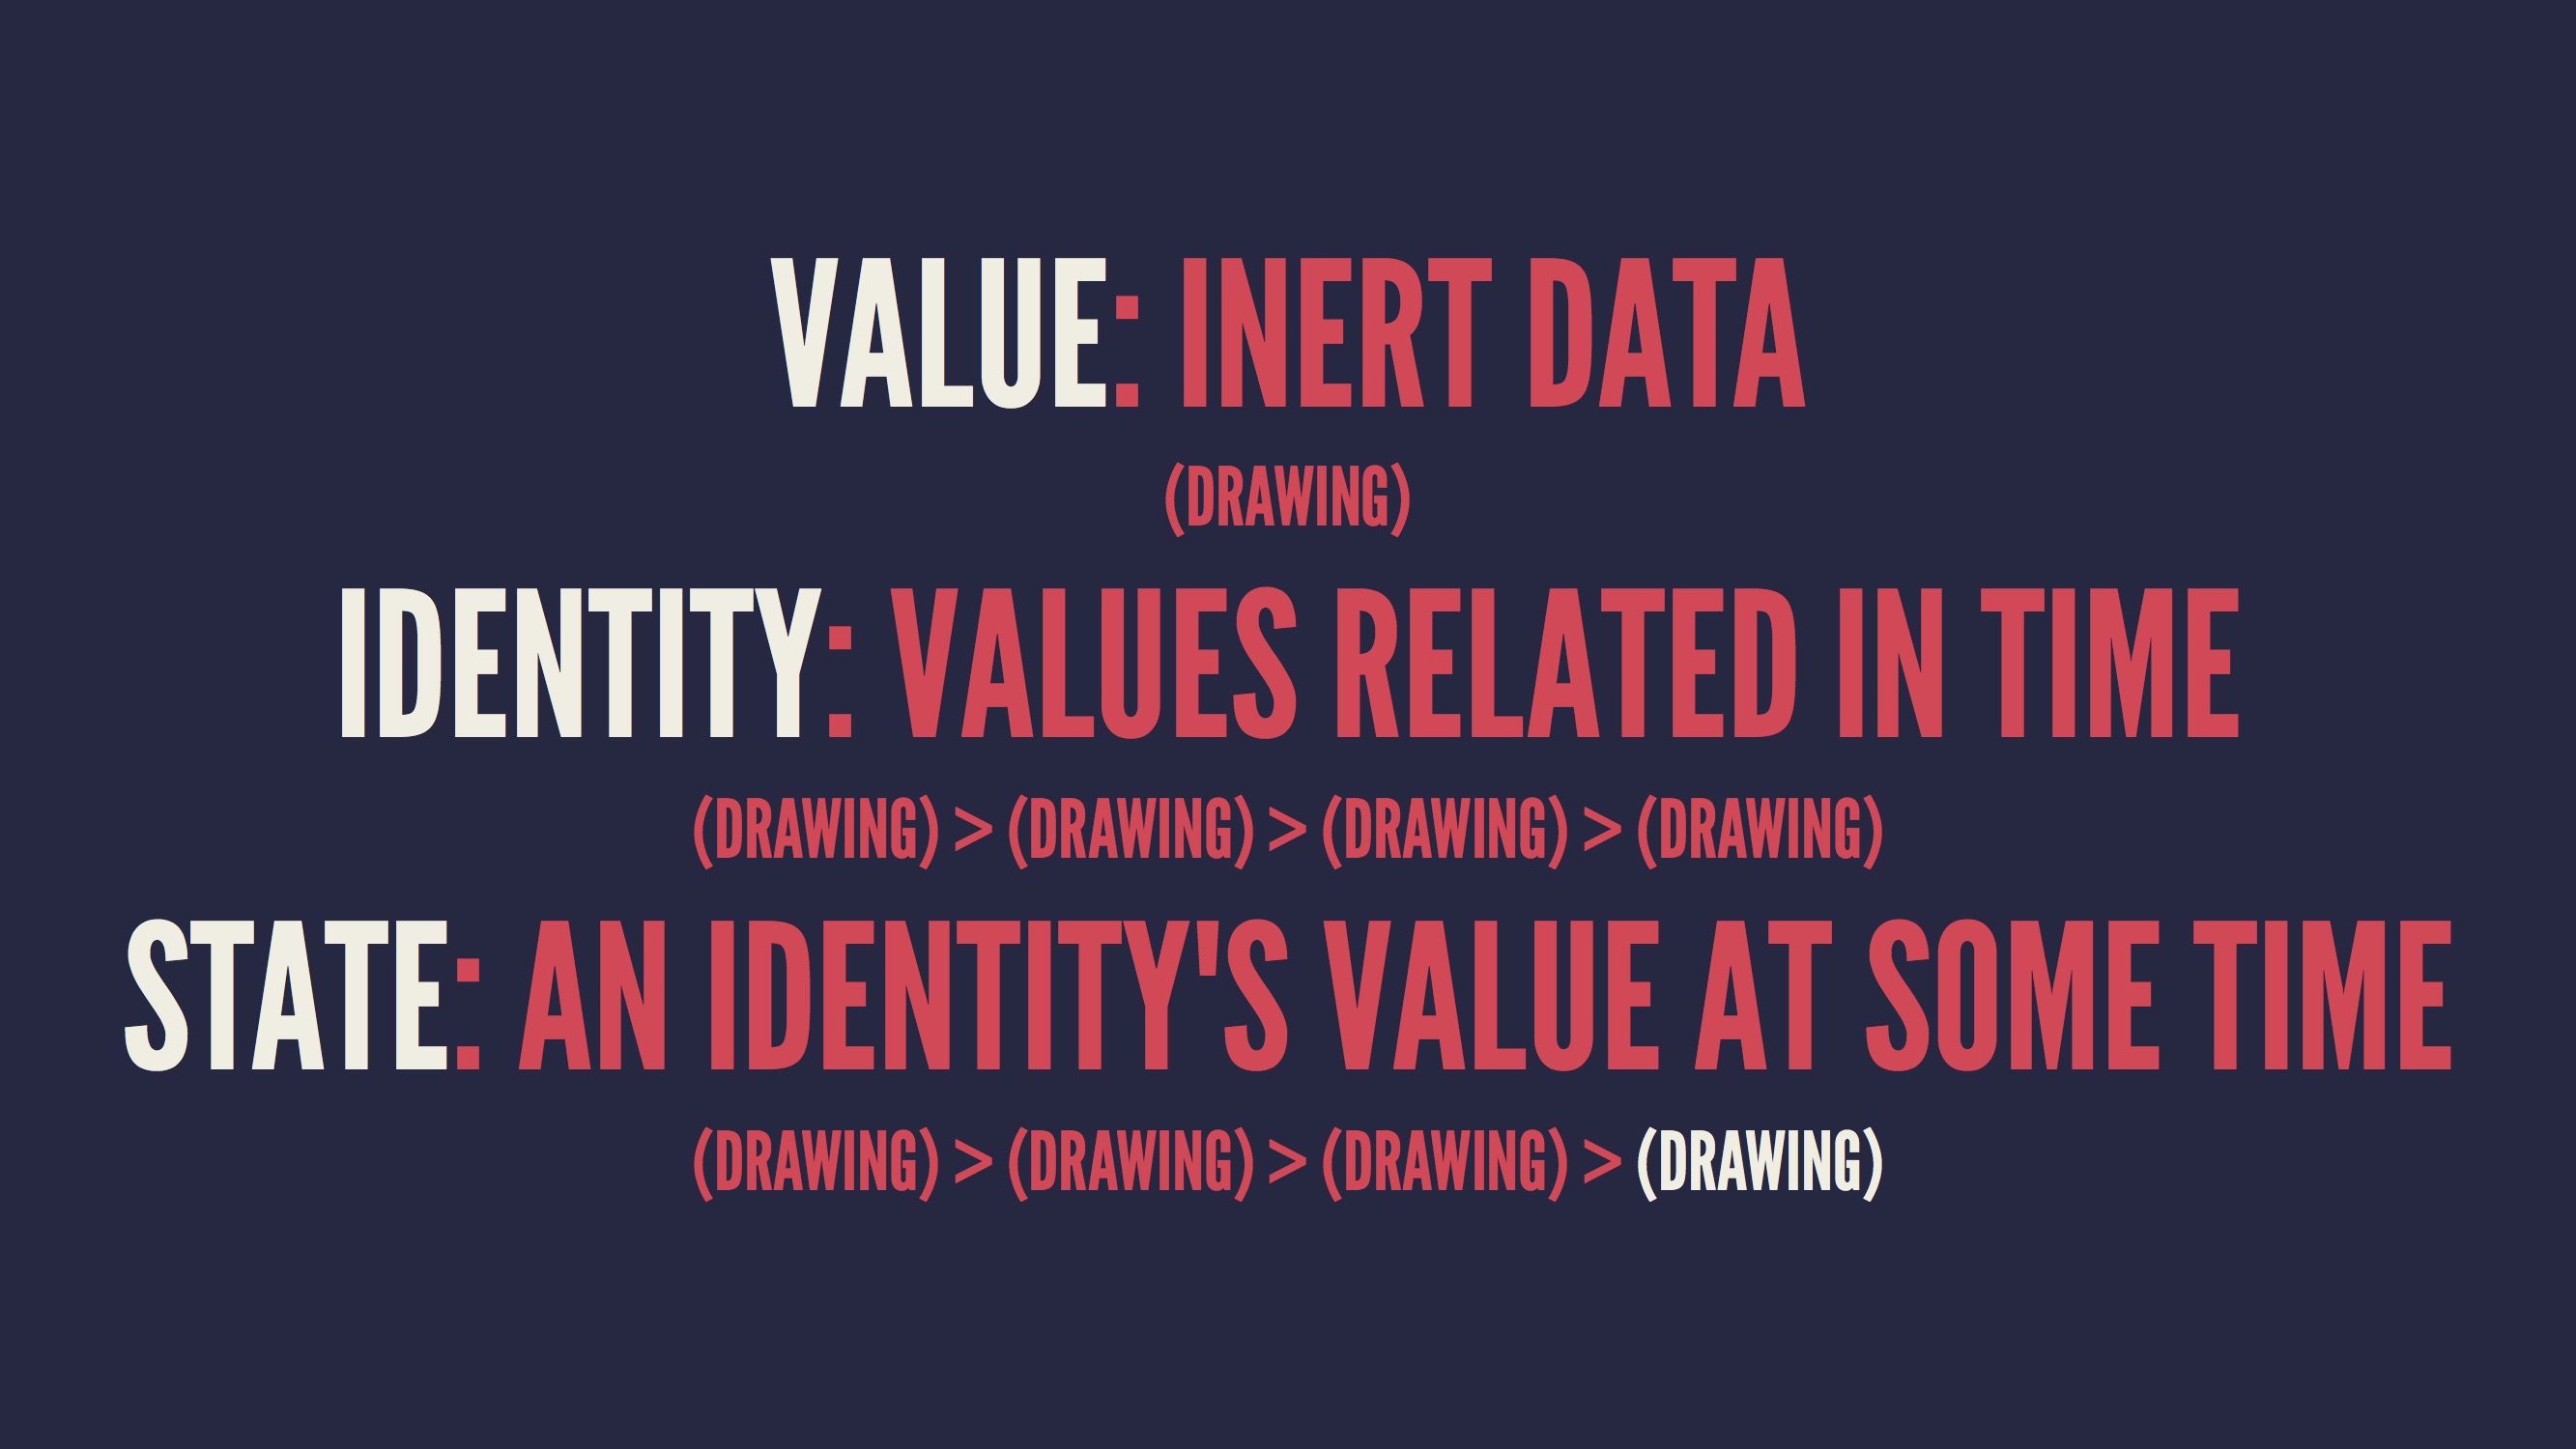 VALUE: INERT DATA
(DRAWING)
IDENTITY: VALUES RELATED IN TIME
(DRAWING) > (DRAWING) > (DRAWING) > (DRAWING)
STATE: AN IDENTITY'S VALUE AT SOME TIME
(DRAWING) > (DRAWING) > (DRAWING) > (DRAWING)